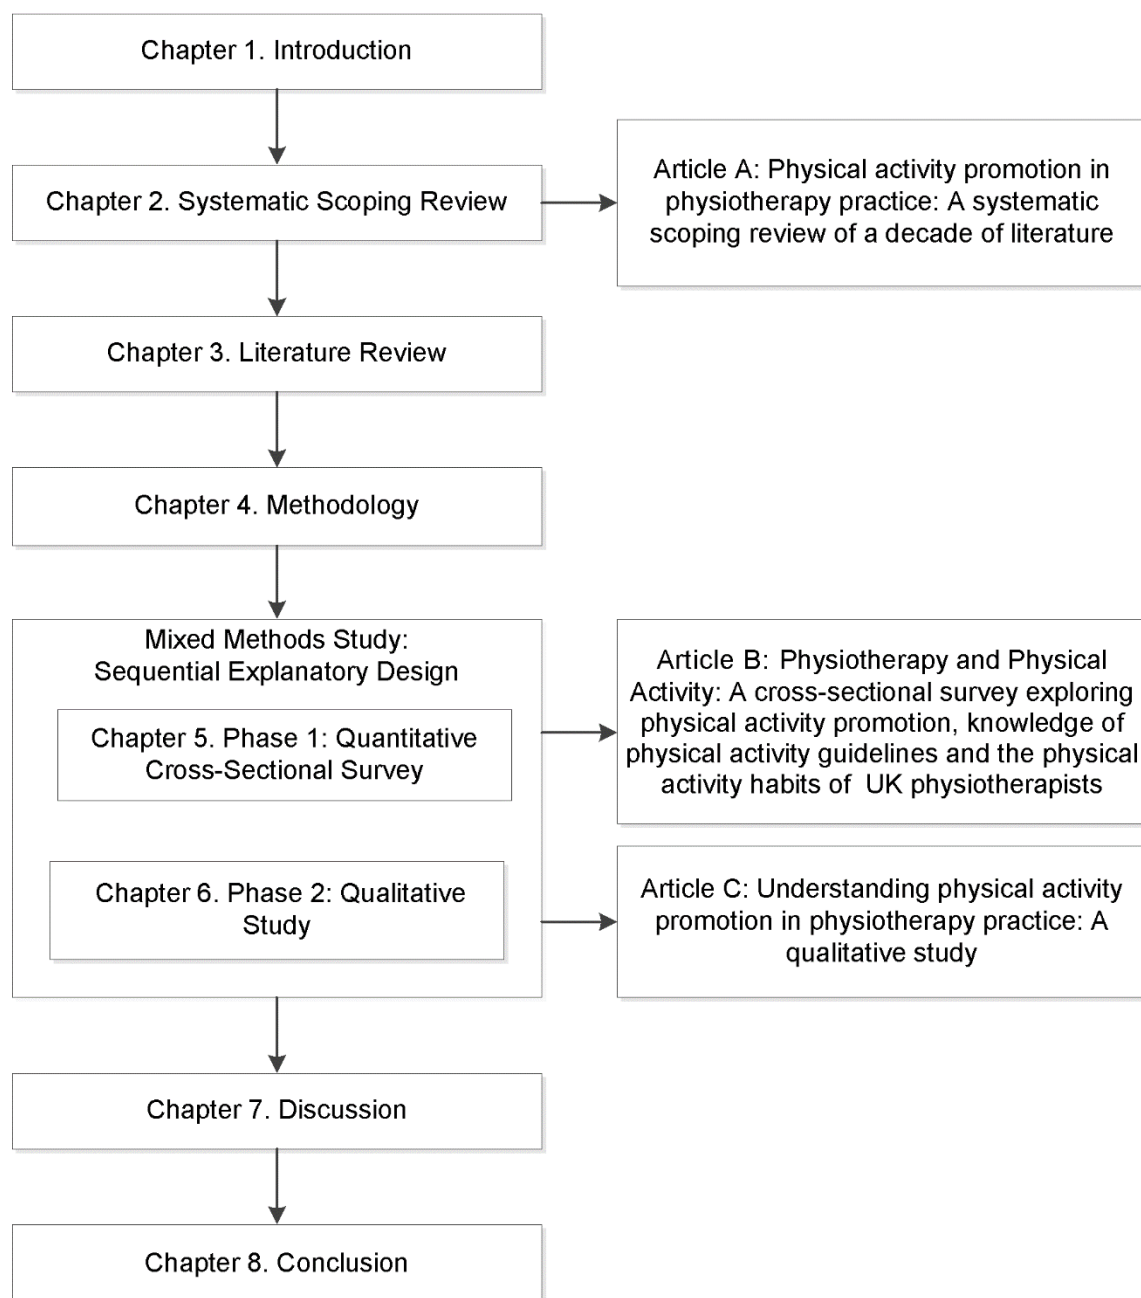 Chapter 1. Introduction
Chapter 2. Systematic Scoping Review
Article A: Physical activity promotion in
physiotherapy practice: A systematic
scoping review of a decade of literature
Chapter 3. Literature Review
Chapter 4. Methodology
Mixed Methods Study:
Sequential Explanatory Design
Chapter 5. Phase 1: Quantitative
Cross-Sectional Survey
Article B: Physiotherapy and Physical
Activity: A cross-sectional survey exploring
physical activity promotion, knowledge of
physical activity guidelines and the physical
activity habits of UK physiotherapists
Chapter 6. Phase 2: Qualitative
Study
Article C: Understanding physical activity
promotion in physiotherapy practice: A
qualitative study
Chapter 7. Discussion
Chapter 8. Conclusion